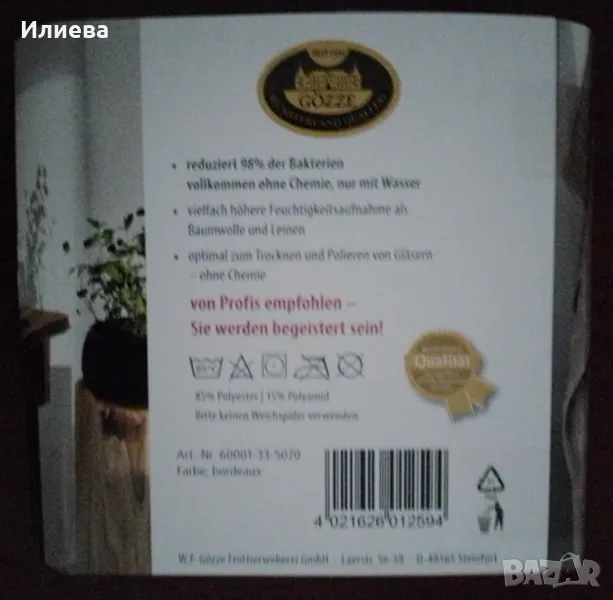 Илиева
GÖZZE
• reduziert 98% der Bakterien
vollkommen ohne Chemie, nur mit Wasser
• vielfach höhere Feuchtigkeitsaufnahme als
Baumwolle und Leinen
• optimal zum Trocknen und Polieren von Gläsern
– ohne Chemie
von Profis empfohlen –
Sie werden begeistert sein!
Qualität
85% Polyester | 15% Polyamid
Bitte keinen Weichspüler verwenden.
Art. Nr. 60001-33-5070
Farbe: bordeaux
4 021626 012594
W.F. Gözze Frottierweberei GmbH Laerstr. 56-58 D-48565 Steinfurt
BAZAR